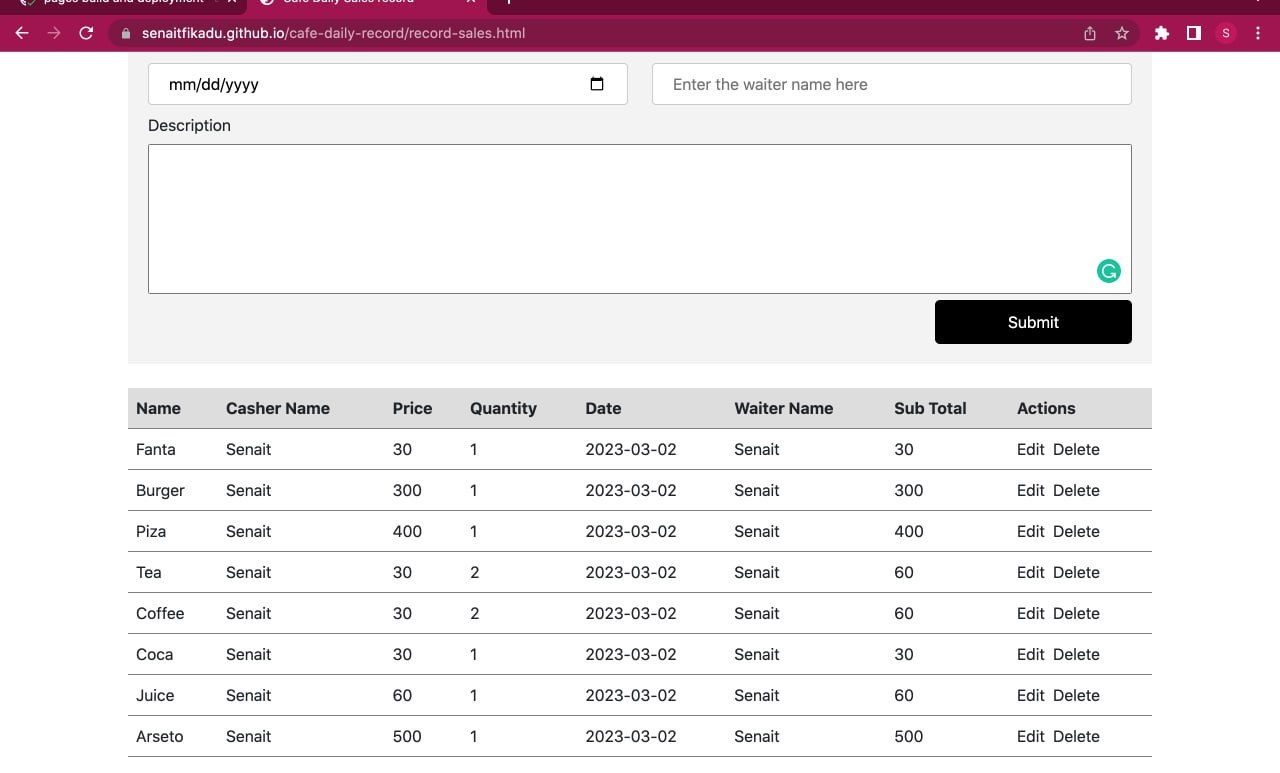 pages build and deployment
Cafe Daily Sales record
senaitfikadu.github.io/cafe-daily-record/record-sales.html
S
mm/dd/yyyy
Enter the waiter name here
Description
Submit
Name Casher Name Price Quantity Date Waiter Name Sub Total Actions
Fanta Senait 30 1 2023-03-02 Senait 30 Edit Delete
Burger Senait 300 1 2023-03-02 Senait 300 Edit Delete
Piza Senait 400 1 2023-03-02 Senait 400 Edit Delete
Tea Senait 30 2 2023-03-02 Senait 60 Edit Delete
Coffee Senait 30 2 2023-03-02 Senait 60 Edit Delete
Coca Senait 30 1 2023-03-02 Senait 30 Edit Delete
Juice Senait 60 1 2023-03-02 Senait 60 Edit Delete
Arseto Senait 500 1 2023-03-02 Senait 500 Edit Delete